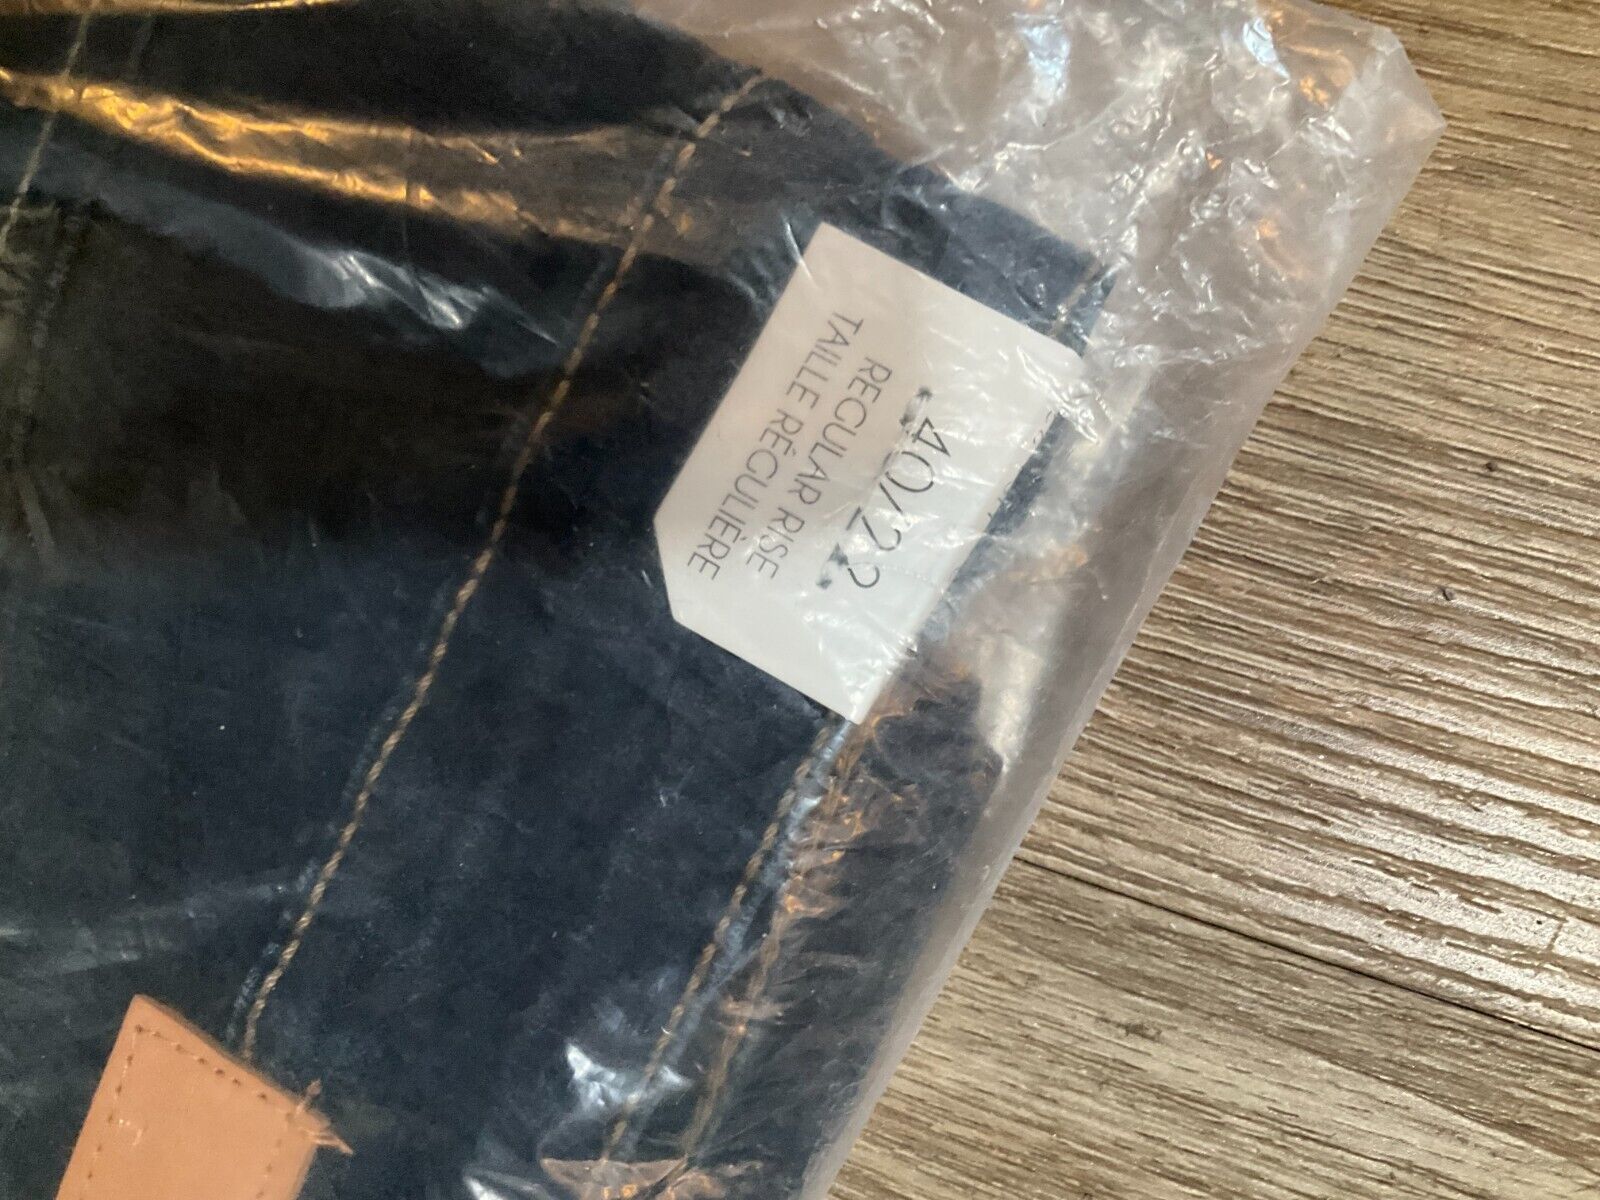 40/22
REGULAR RISE
TAILLE RÉGULIÈRE